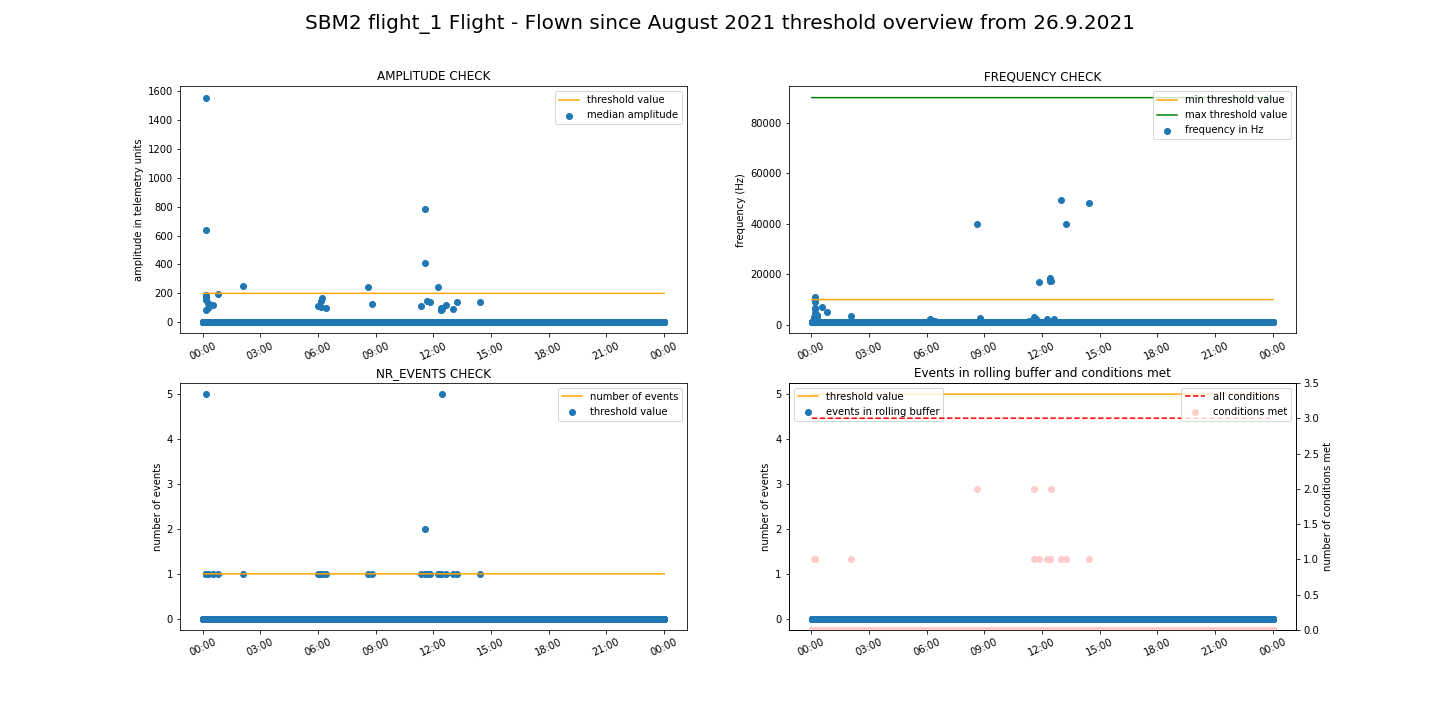 SBM2 flight_1 Flight - Flown since August 2021 threshold overview from 26.9.2021
AMPLITUDE CHECK
amplitude in telemetry units
1600
1400
1200
1000
800
600
400
200
0
threshold value
median amplitude
00:00 03:00 06:00 09:00 12:00 15:00 18:00 21:00 00:00
FREQUENCY CHECK
frequency (Hz)
80000
60000
40000
20000
0
min threshold value
max threshold value
frequency in Hz
00:00 03:00 06:00 09:00 12:00 15:00 18:00 21:00 00:00
NR_EVENTS CHECK
number of events
5
4
3
2
1
0
number of events
threshold value
00:00 03:00 06:00 09:00 12:00 15:00 18:00 21:00 00:00
Events in rolling buffer and conditions met
number of events
5
4
3
2
1
0
threshold value
events in rolling buffer
all conditions
conditions met
3.5
3.0
2.5
2.0
1.5
1.0
0.5
0.0
number of conditions met
00:00 03:00 06:00 09:00 12:00 15:00 18:00 21:00 00:00